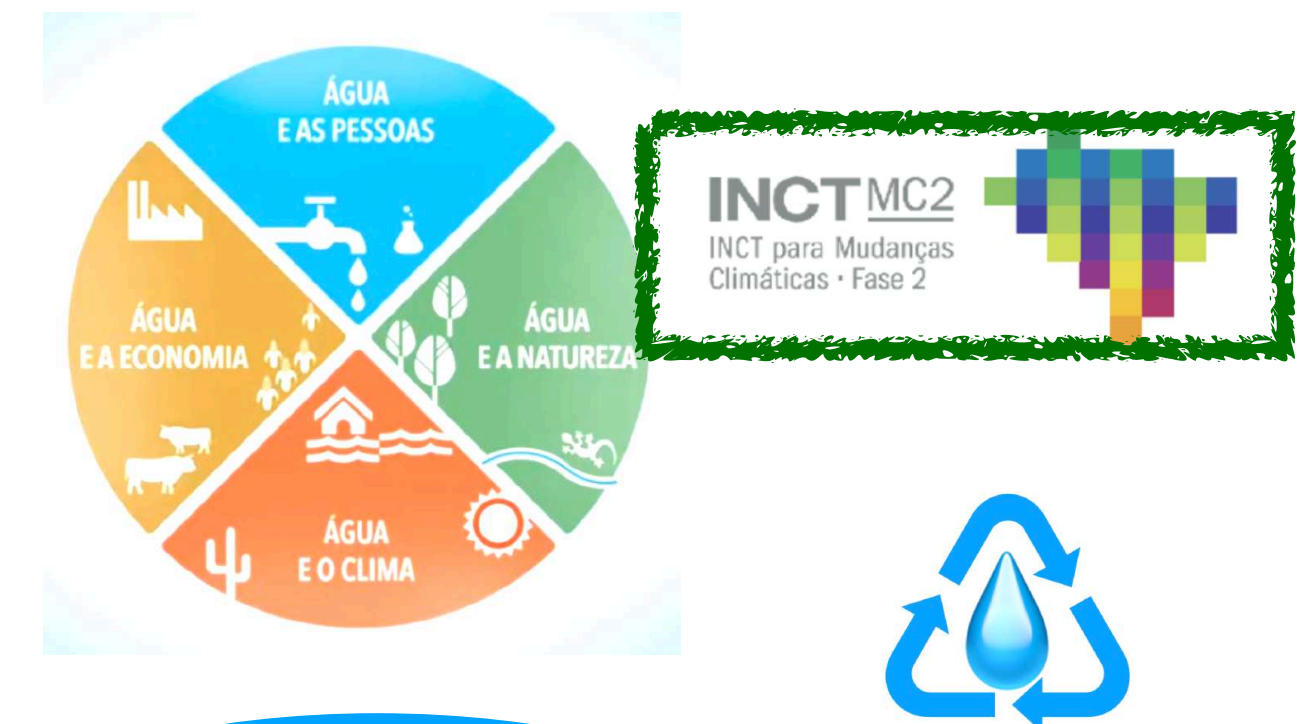 ÁGUA
E AS PESSOAS
ÁGUA
E A ECONOMIA
ÁGUA
E A NATUREZA
ÁGUA
E O CLIMA
INCT MC2
INCT para Mudanças
Climáticas · Fase 2